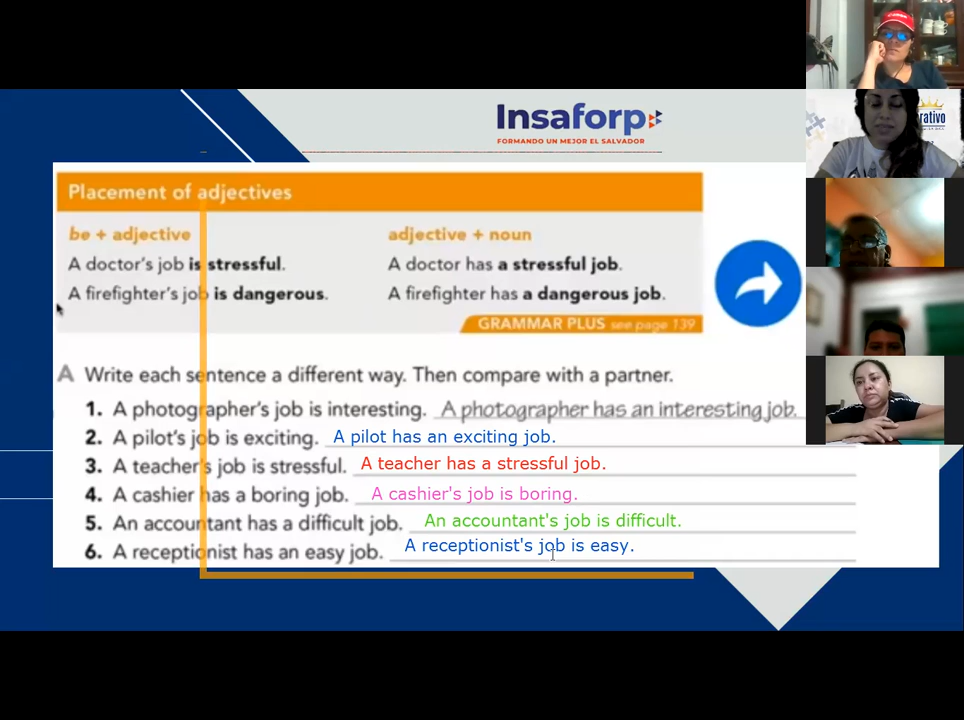 Insaforp
FORMANDO UN MEJOR EL SALVADOR
rativo
Placement of adjectives
be + adjective
adjective + noun
A doctor's job is stressful.
A doctor has a stressful job.
A firefighter's job is dangerous.
A firefighter has a dangerous job.
GRAMMAR PLUS see page 139
A Write each sentence a different way. Then compare with a partner.
1. A photographer's job is interesting. A photographer has an interesting job.
2. A pilot's job is exciting. A pilot has an exciting job.
3. A teacher's job is stressful. A teacher has a stressful job.
4. A cashier has a boring job. A cashier's job is boring.
5. An accountant has a difficult job. An accountant's job is difficult.
6. A receptionist has an easy job. A receptionist's job is easy.